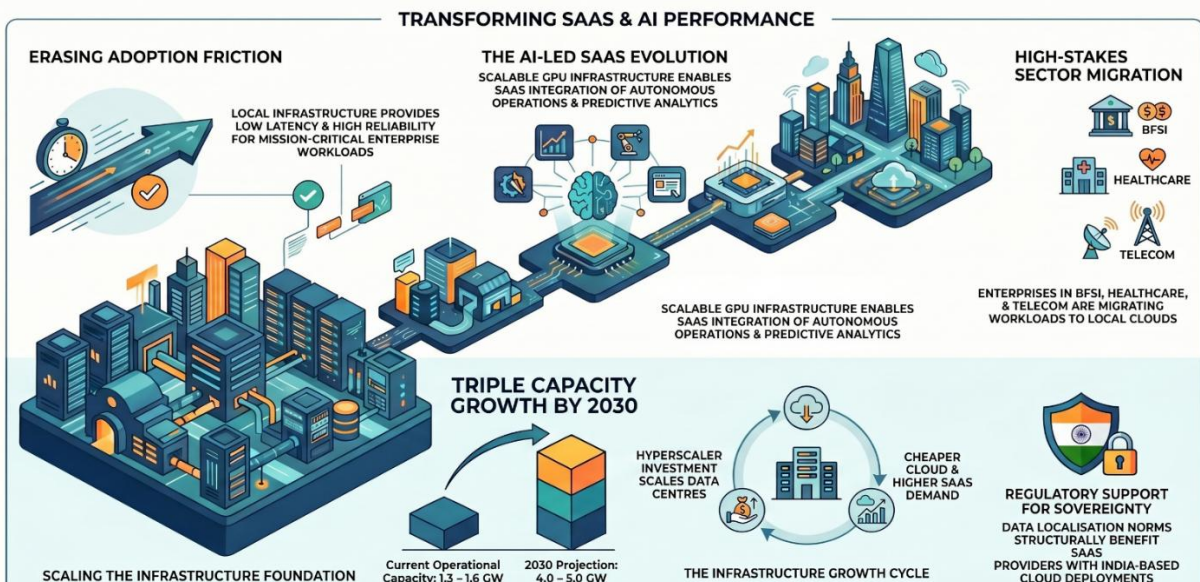 TRANSFORMING SAAS & AI PERFORMANCE
ERASING ADOPTION FRICTION
LOCAL INFRASTRUCTURE PROVIDES
LOW LATENCY & HIGH RELIABILITY
FOR MISSION-CRITICAL ENTERPRISE
WORKLOADS
THE AI-LED SAAS EVOLUTION
SCALABLE GPU INFRASTRUCTURE ENABLES
SAAS INTEGRATION OF AUTONOMOUS
OPERATIONS & PREDICTIVE ANALYTICS
HIGH-STAKES
SECTOR MIGRATION
BFSI
HEALTHCARE
TELECOM
ENTERPRISES IN BFSI, HEALTHCARE,
& TELECOM ARE MIGRATING
WORKLOADS TO LOCAL CLOUDS
SCALABLE GPU INFRASTRUCTURE ENABLES
SAAS INTEGRATION OF AUTONOMOUS
OPERATIONS & PREDICTIVE ANALYTICS
SCALING THE INFRASTRUCTURE FOUNDATION
TRIPLE CAPACITY
GROWTH BY 2030
Current Operational
Capacity: 1.3 – 1.6 GW
2030 Projection:
4.0 – 5.0 GW
HYPERSCALER
INVESTMENT
SCALES DATA
CENTRES
CHEAPER
CLOUD &
HIGHER SAAS
DEMAND
THE INFRASTRUCTURE GROWTH CYCLE
REGULATORY SUPPORT
FOR SOVEREIGNTY
DATA LOCALISATION NORMS
STRUCTURALLY BENEFIT
SAAS
PROVIDERS WITH INDIA-BASED
CLOUD DEPLOYMENTS